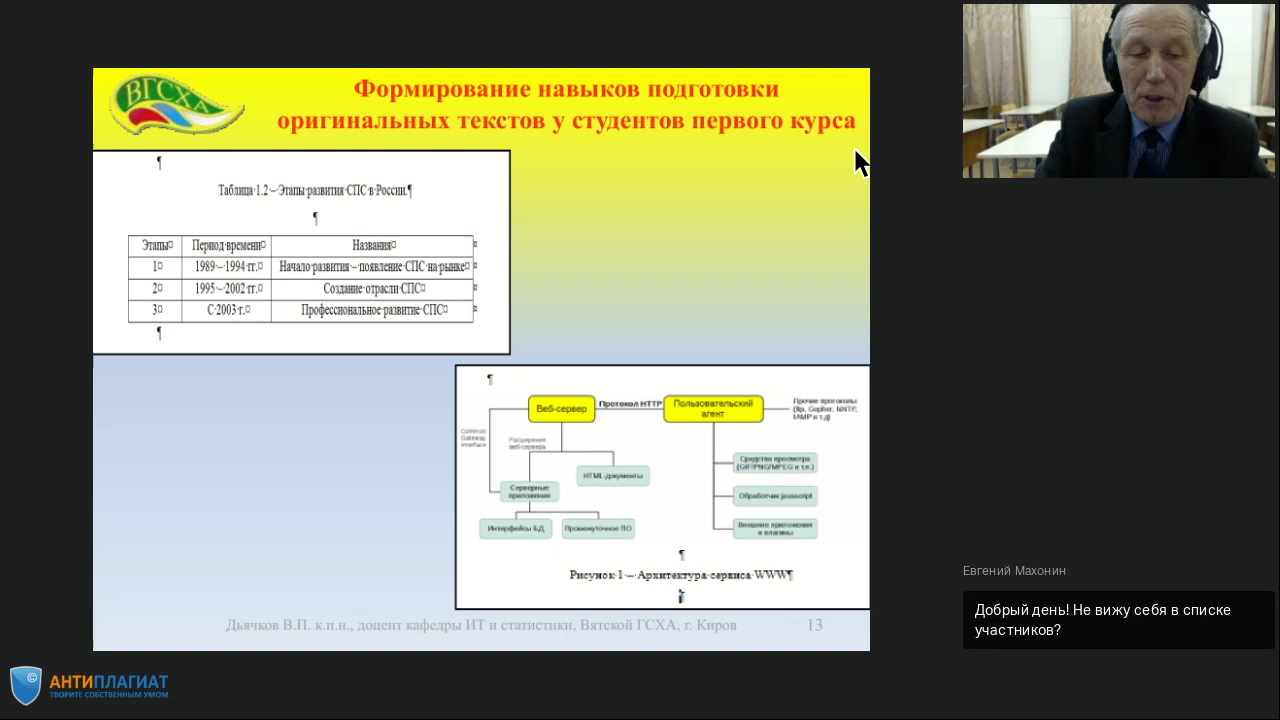 ВГСХА
Формирование навыков подготовки
оригинальных текстов у студентов первого курса
¶
Таблица·1.2·–·Этапы·развития·СПС·в·России.¶
¶
Этапы¤ Период·времени¤ Названия¤ ¤
1¤ 1989·–·1994·гг.¤ Начало·развития·–·появление·СПС·на·рынке¤ ¤
2¤ 1995·–·2002·гг.¤ Создание·отрасли·СПС¤ ¤
3¤ С·2003·г.¤ Профессиональное·развитие·СПС¤ ¤
¶
¶
Веб-сервер
Протокол HTTP
Пользовательский
агент
Прочие протоколы
(ftp, Gopher, NNTP,
IAMP и т.д)
Common
Gateway
Interface
Расширения
веб-сервера
HTML-документы
Серверные
приложения
Интерфейсы БД
Промежуточное ПО
Средства просмотра
(GIF/PNG/MPEG и т.п.)
Обработчик javascript
Внешние приложения
и плагины
¶
Рисунок·1·–·Архитектура·сервиса·WWW¶
¶
Дьячков В.П. к.п.н., доцент кафедры ИТ и статистики, Вятской ГСХА, г. Киров 13
Евгений Махонин
Добрый день! Не вижу себя в списке
участников?
© АНТИПЛАГИАТ
ТВОРИТЕ СОБСТВЕННЫМ УМОМ